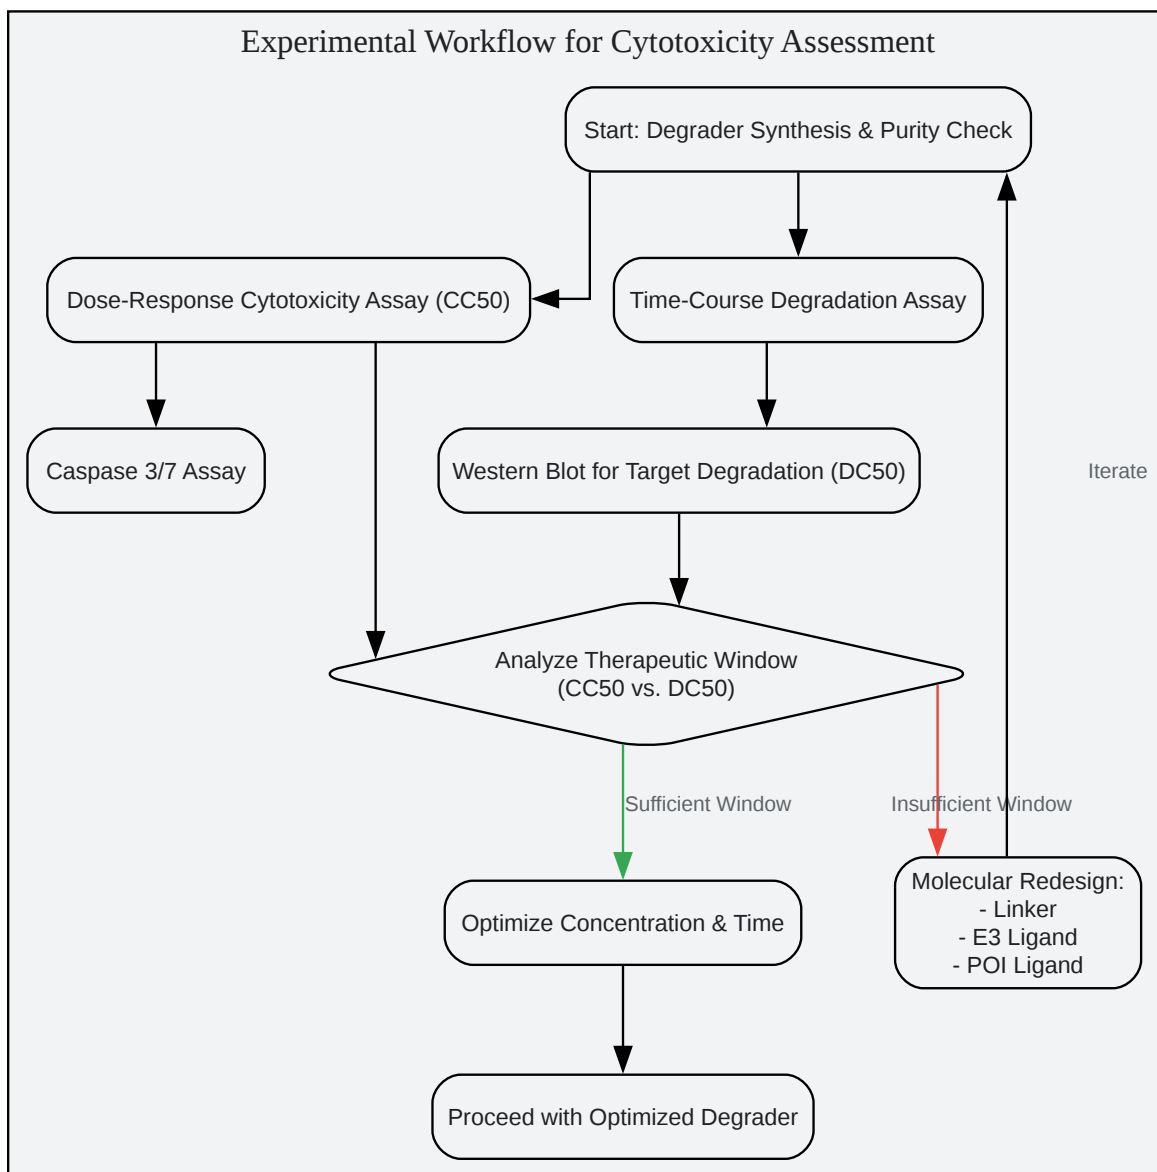 Experimental Workflow for Cytotoxicity Assessment
Start: Degrader Synthesis & Purity Check
Dose-Response Cytotoxicity Assay (CC50)
Time-Course Degradation Assay
Caspase 3/7 Assay
Western Blot for Target Degradation (DC50)
Iterate
Analyze Therapeutic Window
(CC50 vs. DC50)
Sufficient Window
Insufficient Window
Optimize Concentration & Time
Molecular Redesign:
- Linker
- E3 Ligand
- POI Ligand
Proceed with Optimized Degrader